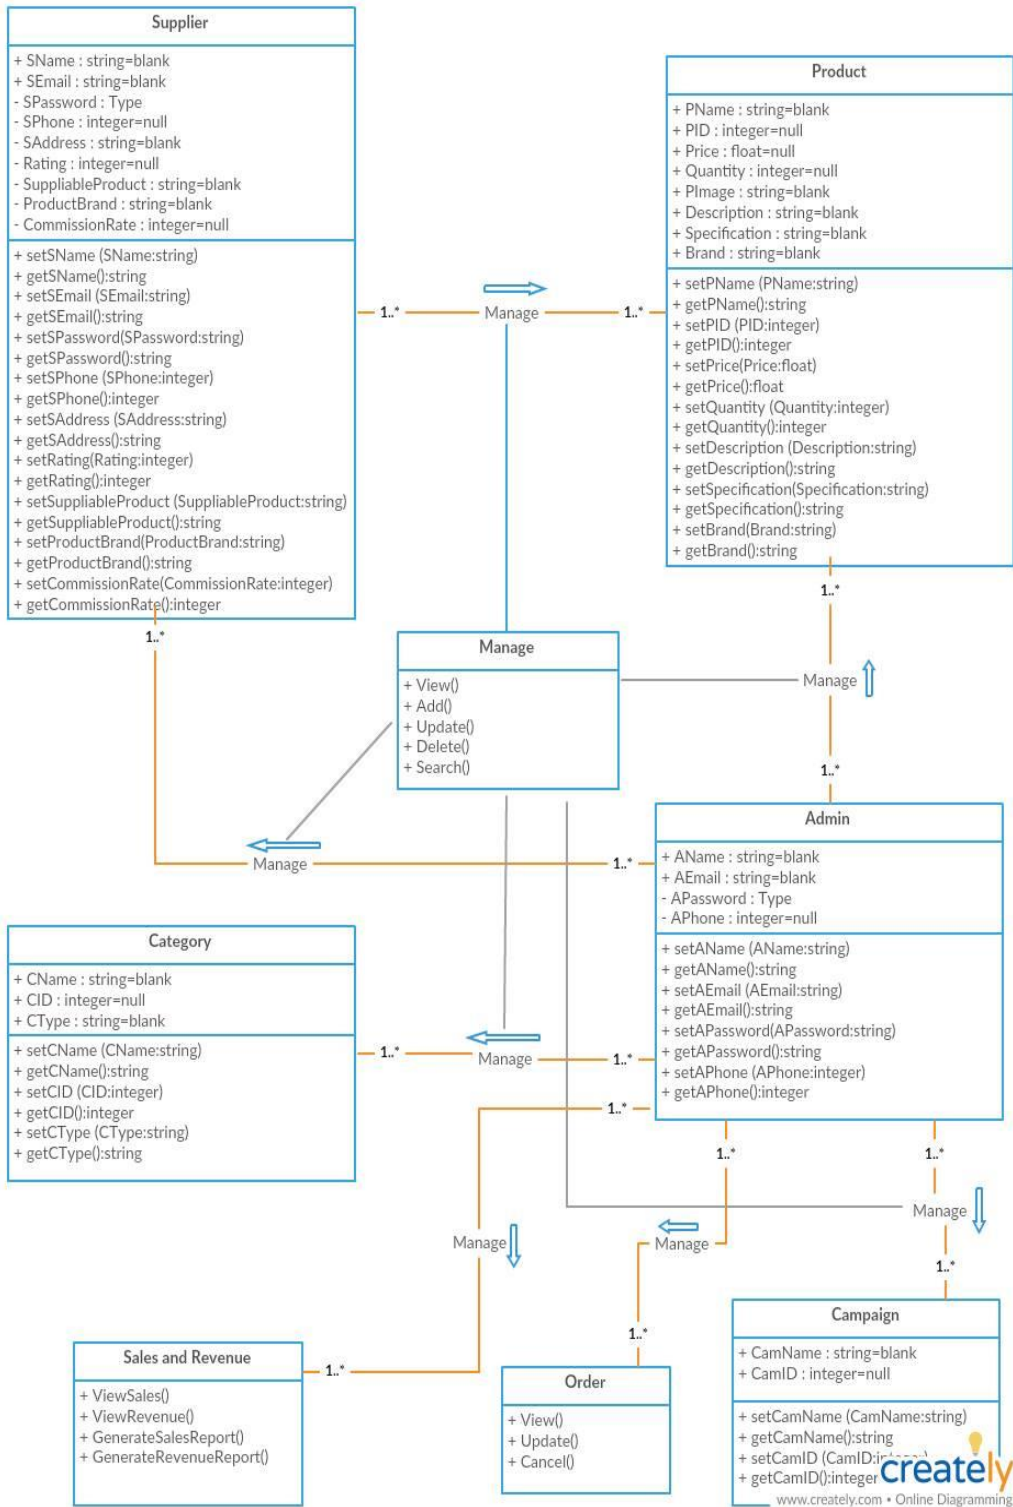 Supplier
+ SName : string=blank
+ SEmail : string=blank
- SPassword : Type
- SPhone : integer=null
- SAddress : string=blank
- Rating : integer=null
- SuppliableProduct : string=blank
- ProductBrand : string=blank
- CommissionRate : integer=null
+ setSName (SName:string)
+ getSName():string
+ setSEmail (SEmail:string)
+ getSEmail():string
+ setSPassword(SPassword:string)
+ getSPassword():string
+ setSPhone (SPhone:integer)
+ getSPhone():integer
+ setSAddress (SAddress:string)
+ getSAddress():string
+ setRating(Rating:integer)
+ getRating():integer
+ setSuppliableProduct (SuppliableProduct:string)
+ getSuppliableProduct():string
+ setProductBrand(ProductBrand:string)
+ getProductBrand():string
+ setCommissionRate(CommissionRate:integer)
+ getCommissionRate():integer
Product
+ PName : string=blank
+ PID : integer=null
+ Price : float=null
+ Quantity : integer=null
+ PImage : string=blank
+ Description : string=blank
+ Specification : string=blank
+ Brand : string=blank
+ setPName (PName:string)
+ getPName():string
+ setPID (PID:integer)
+ getPID():integer
+ setPrice(Price:float)
+ getPrice():float
+ setQuantity (Quantity:integer)
+ getQuantity():integer
+ setDescription (Description:string)
+ getDescription():string
+ setSpecification(Specification:string)
+ getSpecification():string
+ setBrand(Brand:string)
+ getBrand():string
1..* Manage 1..*
1..*
1..*
Manage
+ View()
+ Add()
+ Update()
+ Delete()
+ Search()
Manage
1..*
Manage 1..*
Admin
+ AName : string=blank
+ AEmail : string=blank
- APassword : Type
- APhone : integer=null
+ setAName (AName:string)
+ getAName():string
+ setAEmail (AEmail:string)
+ getAEmail():string
+ setAPassword(APassword:string)
+ getAPassword():string
+ setAPhone (APhone:integer)
+ getAPhone():integer
Category
+ CName : string=blank
+ CID : integer=null
+ CType : string=blank
+ setCName (CName:string)
+ getCName():string
+ setCID (CID:integer)
+ getCID():integer
+ setCType (CType:string)
+ getCType():string
1..* Manage 1..*
1..*
1..*
1..*
Manage
Manage
Manage
1..*
1..*
1..*
Sales and Revenue
+ ViewSales()
+ ViewRevenue()
+ GenerateSalesReport()
+ GenerateRevenueReport()
Order
+ View()
+ Update()
+ Cancel()
Campaign
+ CamName : string=blank
+ CamID : integer=null
+ setCamName (CamName:string)
+ getCamName():string
+ setCamID (CamID:integer)
+ getCamID():integer
creately
www.creately.com • Online Diagramming